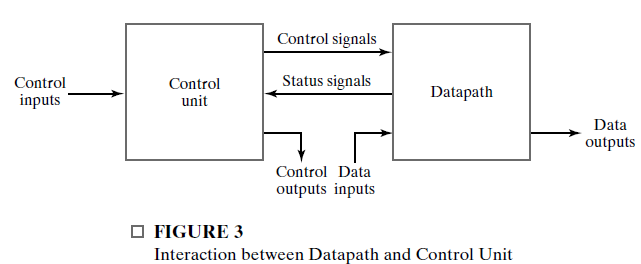 Control signals
Control
inputs
Control
unit
Status signals
Datapath
Data
outputs
Control Data
outputs inputs
FIGURE 3
Interaction between Datapath and Control Unit